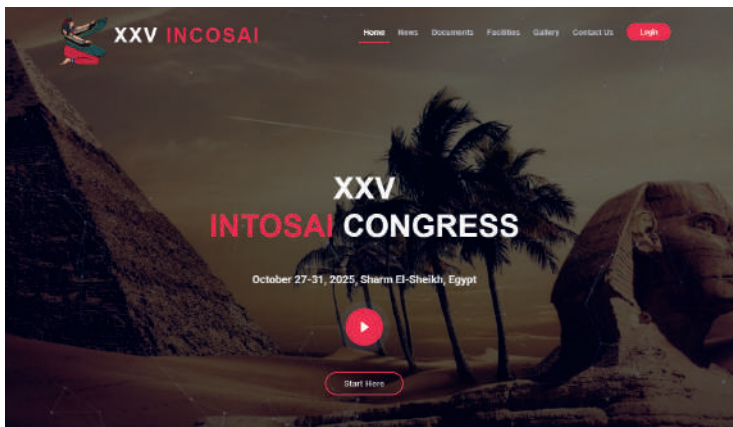 XXV INCOSAI
Home News Documents Facilities Gallery Contact Us Login
XXV
INTOSAI CONGRESS
October 27-31, 2025, Sharm El-Sheikh, Egypt
Start Here